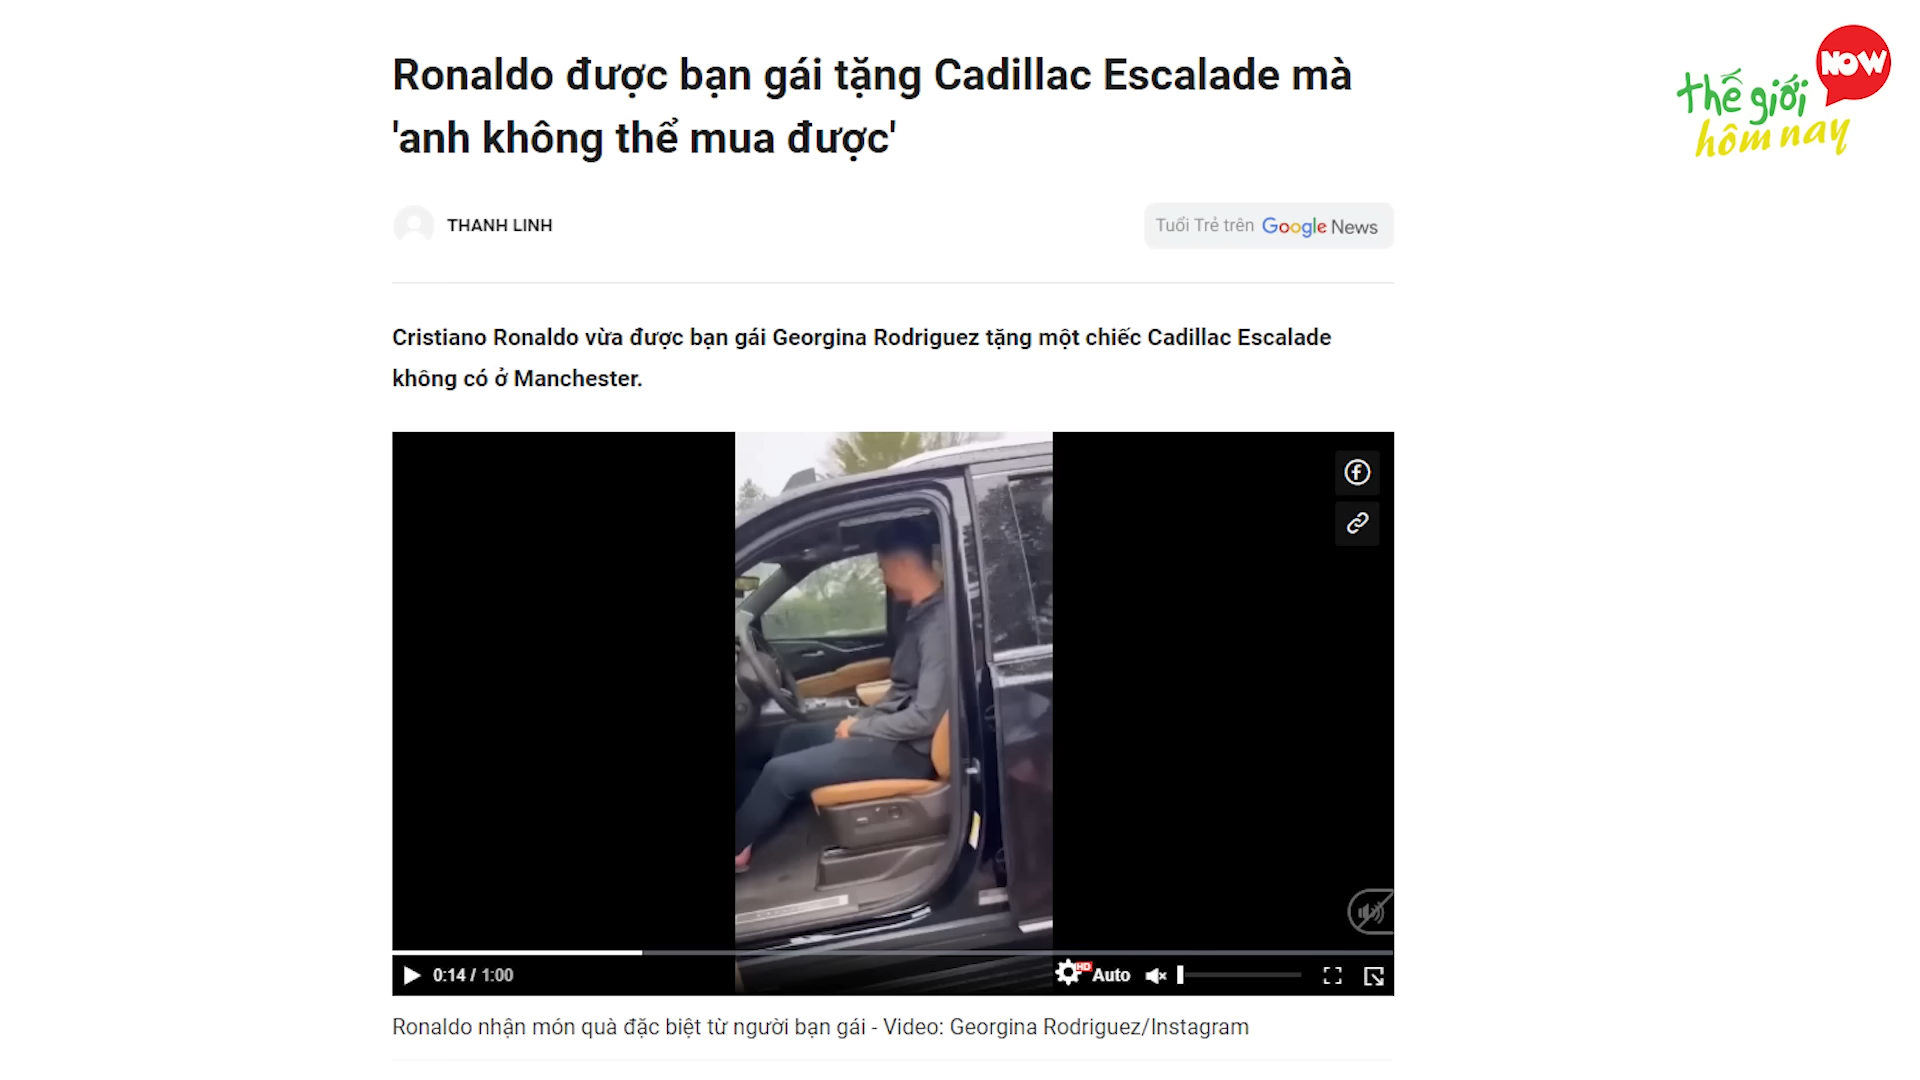 Ronaldo được bạn gái tặng Cadillac Escalade mà
'anh không thể mua được'
NOW
thế giới
hôm nay
THANH LINH
Tuổi Trẻ trên Google News
Cristiano Ronaldo vừa được bạn gái Georgina Rodriguez tặng một chiếc Cadillac Escalade
không có ở Manchester.
0:14 / 1:00
HD
Auto
Ronaldo nhận món quà đặc biệt từ người bạn gái - Video: Georgina Rodriguez/Instagram